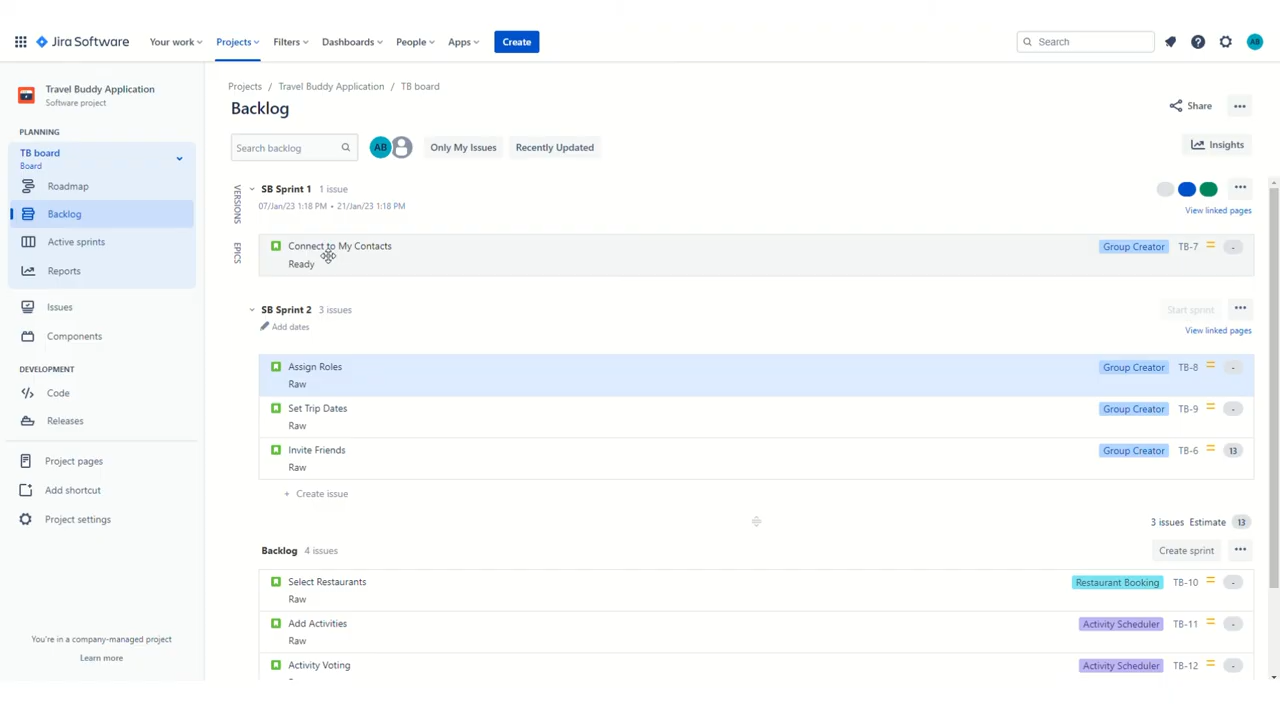 Jira Software
Your work
Projects
Filters
Dashboards
People
Apps
Create
Search
AB
Travel Buddy Application
Software project
PLANNING
TB board
Board
Roadmap
Backlog
Active sprints
Reports
Issues
Components
DEVELOPMENT
Code
Releases
Project pages
Add shortcut
Project settings
You're in a company-managed project
Learn more
Projects / Travel Buddy Application / TB board
Backlog
Share
Search backlog
AB
Only My Issues
Recently Updated
Insights
VERSIONS
EPICS
SB Sprint 1 1 issue
07/Jan/23 1:18 PM • 21/Jan/23 1:18 PM
View linked pages
Connect to My Contacts Group Creator TB-7 -
Ready
SB Sprint 2 3 issues Start sprint
Add dates View linked pages
Assign Roles Group Creator TB-8 -
Raw
Set Trip Dates Group Creator TB-9 -
Raw
Invite Friends Group Creator TB-6 13
Raw
+ Create issue
3 issues Estimate 13
Backlog 4 issues Create sprint
Select Restaurants Restaurant Booking TB-10 -
Raw
Add Activities Activity Scheduler TB-11 -
Raw
Activity Voting Activity Scheduler TB-12 -